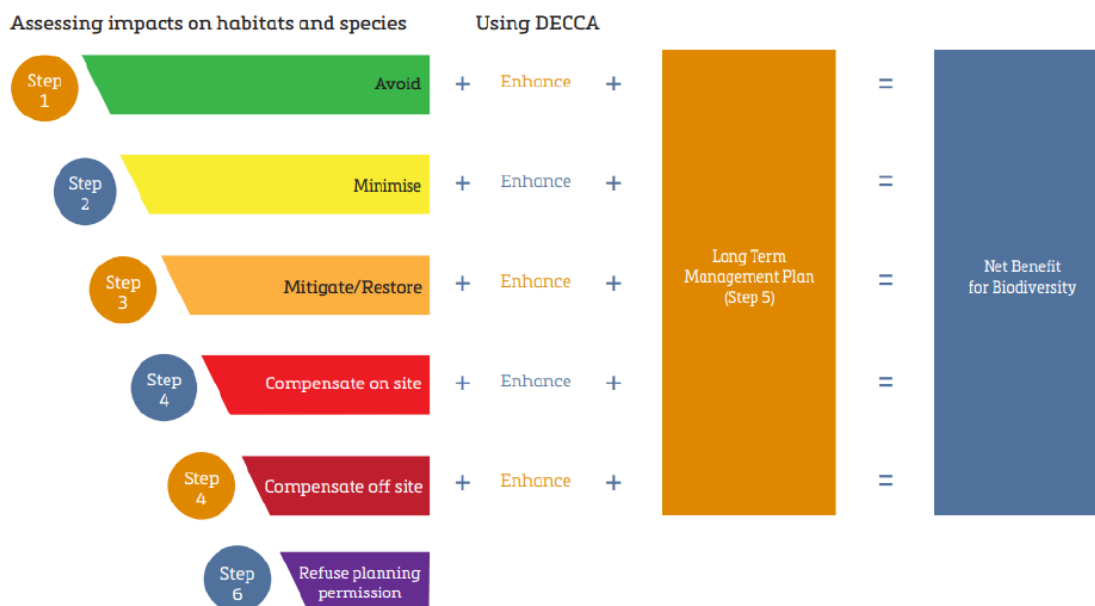 Assessing impacts on habitats and species
Using DECCA
Step
1
Avoid
+ Enhance + =
Step
2
Minimise
+ Enhance + =
Step
3
Mitigate/Restore
+ Enhance + =
Step
4
Compensate on site
+ Enhance + =
Step
4
Compensate off site
+ Enhance + =
Long Term
Management Plan
(Step 5)
Net Benefit
for Biodiversity
Step
6
Refuse planning
permission